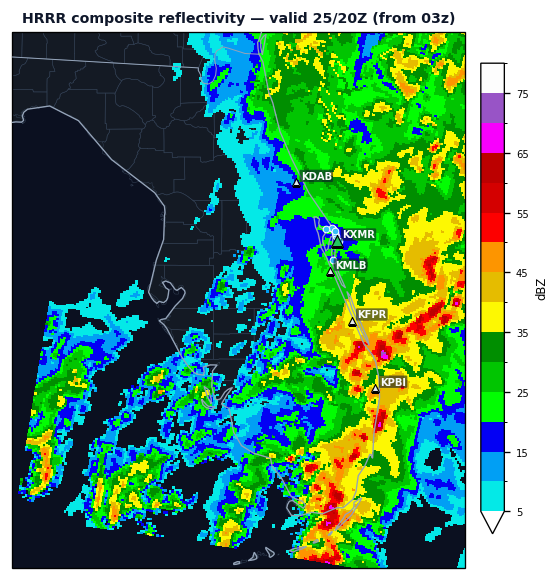 HRRR composite reflectivity — valid 25/20Z (from 03z)
KDAB
KXMR
KMLB
KFPR
KPBI
75
65
55
45
35
25
15
5
dBZ